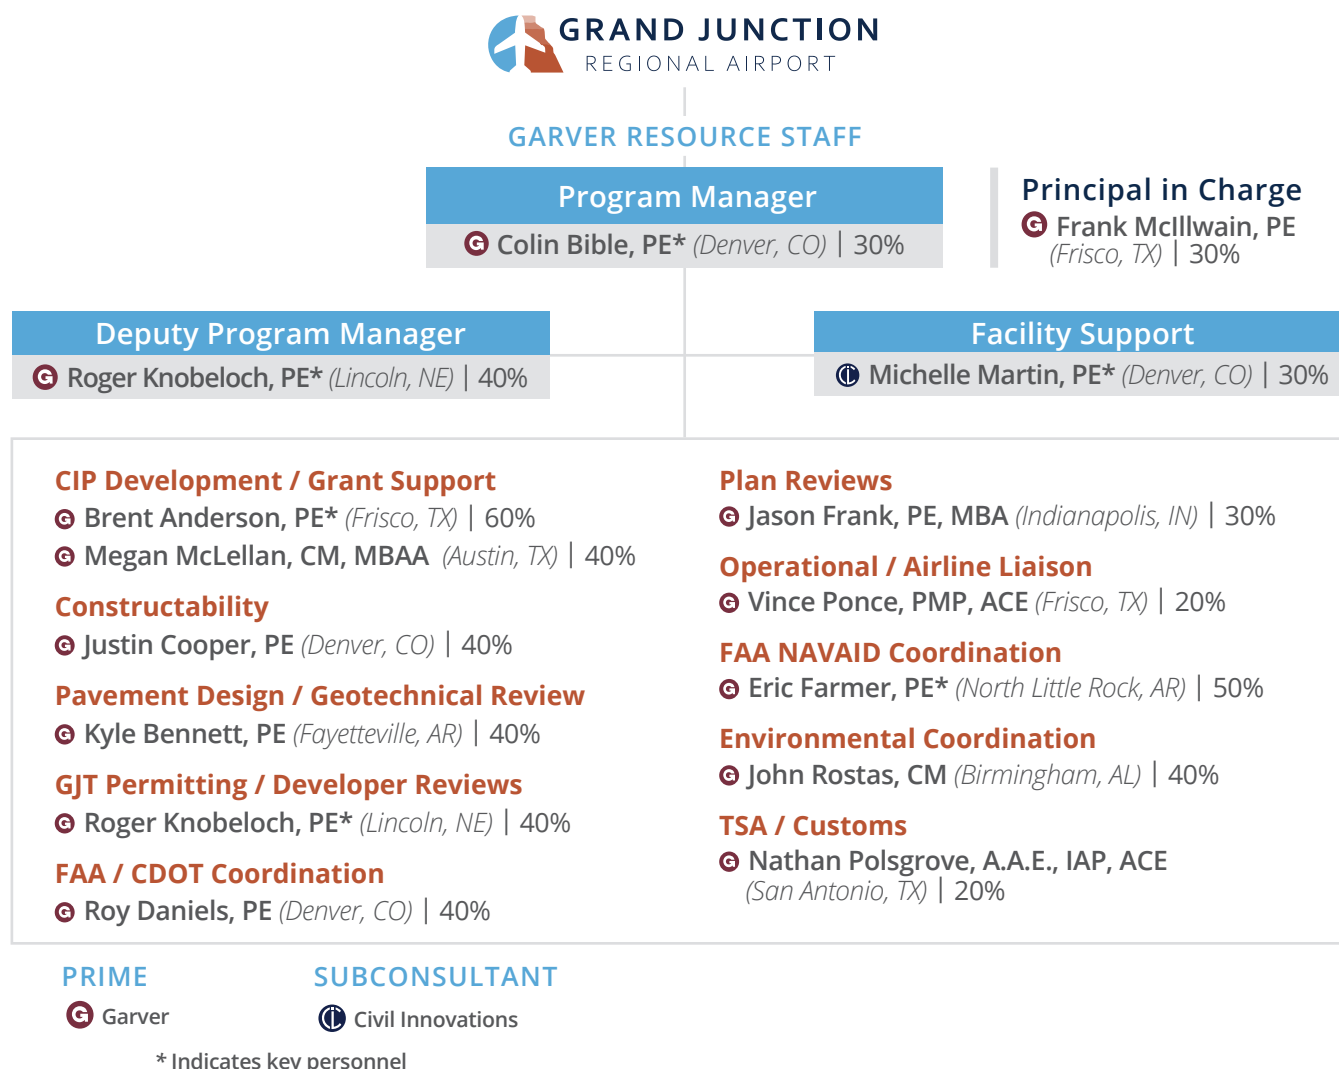 GRAND JUNCTION
REGIONAL AIRPORT
GARVER RESOURCE STAFF
Program Manager
Colin Bible, PE* (Denver, CO) | 30%
Principal in Charge
Frank McIllwain, PE
(Frisco, TX) | 30%
Deputy Program Manager
Roger Knobeloch, PE* (Lincoln, NE) | 40%
Facility Support
Michelle Martin, PE* (Denver, CO) | 30%
CIP Development / Grant Support
Brent Anderson, PE* (Frisco, TX) | 60%
Megan McLellan, CM, MBAA (Austin, TX) | 40%
Constructability
Justin Cooper, PE (Denver, CO) | 40%
Pavement Design / Geotechnical Review
Kyle Bennett, PE (Fayetteville, AR) | 40%
GJT Permitting / Developer Reviews
Roger Knobeloch, PE* (Lincoln, NE) | 40%
FAA / CDOT Coordination
Roy Daniels, PE (Denver, CO) | 40%
Plan Reviews
Jason Frank, PE, MBA (Indianapolis, IN) | 30%
Operational / Airline Liaison
Vince Ponce, PMP, ACE (Frisco, TX) | 20%
FAA NAVAID Coordination
Eric Farmer, PE* (North Little Rock, AR) | 50%
Environmental Coordination
John Rostas, CM (Birmingham, AL) | 40%
TSA / Customs
Nathan Polsgrove, A.A.E., IAP, ACE
(San Antonio, TX) | 20%
PRIME
Garver
SUBCONSULTANT
Civil Innovations
* Indicates key personnel